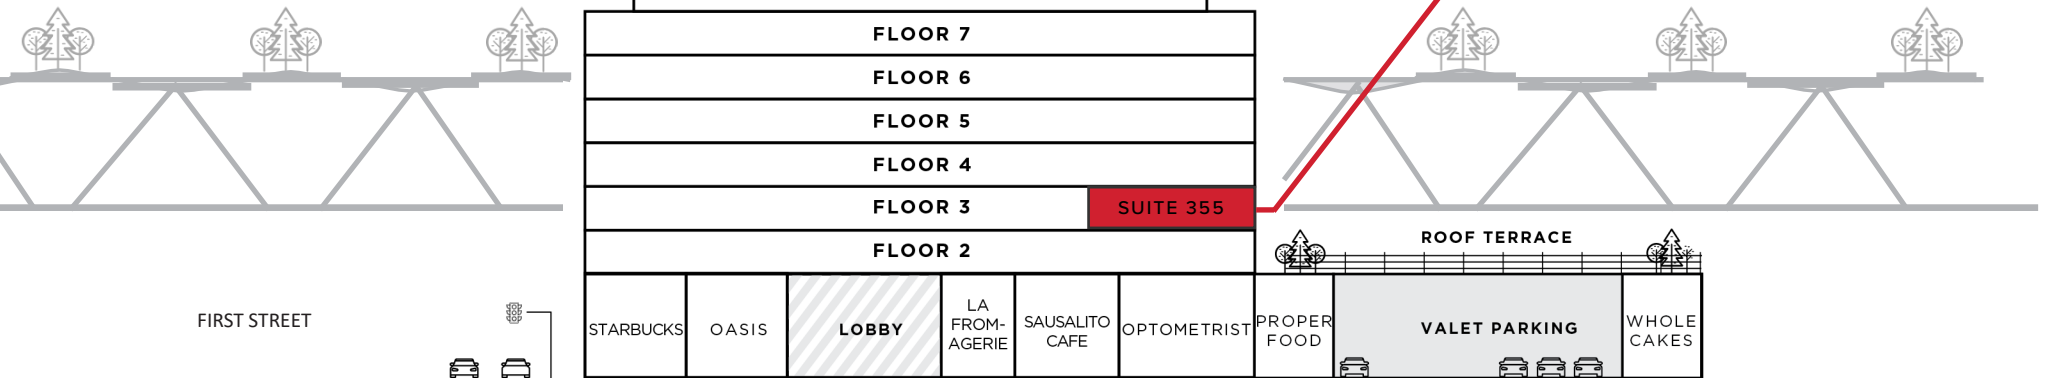 FLOOR 7
FLOOR 6
FLOOR 5
FLOOR 4
FLOOR 3
SUITE 355
FLOOR 2
ROOF TERRACE
FIRST STREET
STARBUCKS
OASIS
LOBBY
LA
FROM-
AGERIE
SAUSALITO
CAFE
OPTOMETRIST
PROPER
FOOD
VALET PARKING
WHOLE
CAKES